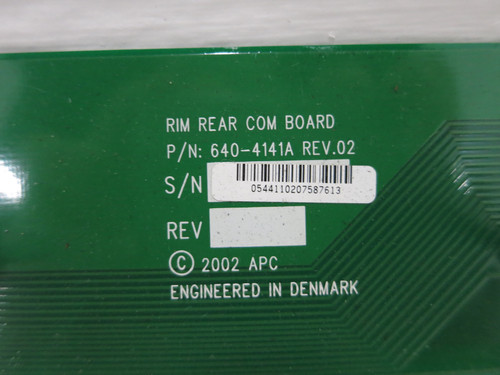 RIM REAR COM BOARD
P/N: 640-4141A REV.02
S/N
0544110207587613
REV
© 2002 APC
ENGINEERED IN DENMARK